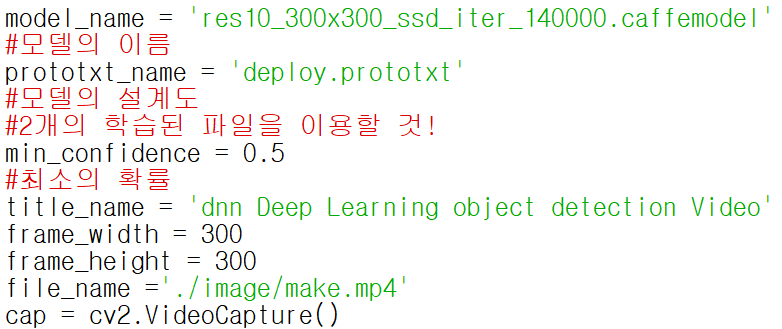 model_name = 'res10_300x300_ssd_iter_140000.caffemodel'
#모델의 이름
prototxt_name = 'deploy.prototxt'
#모델의 설계도
#2개의 학습된 파일을 이용할 것!
min_confidence = 0.5
#최소의 확률
title_name = 'dnn Deep Learning object detection Video'
frame_width = 300
frame_height = 300
file_name ='./image/make.mp4'
cap = cv2.VideoCapture()